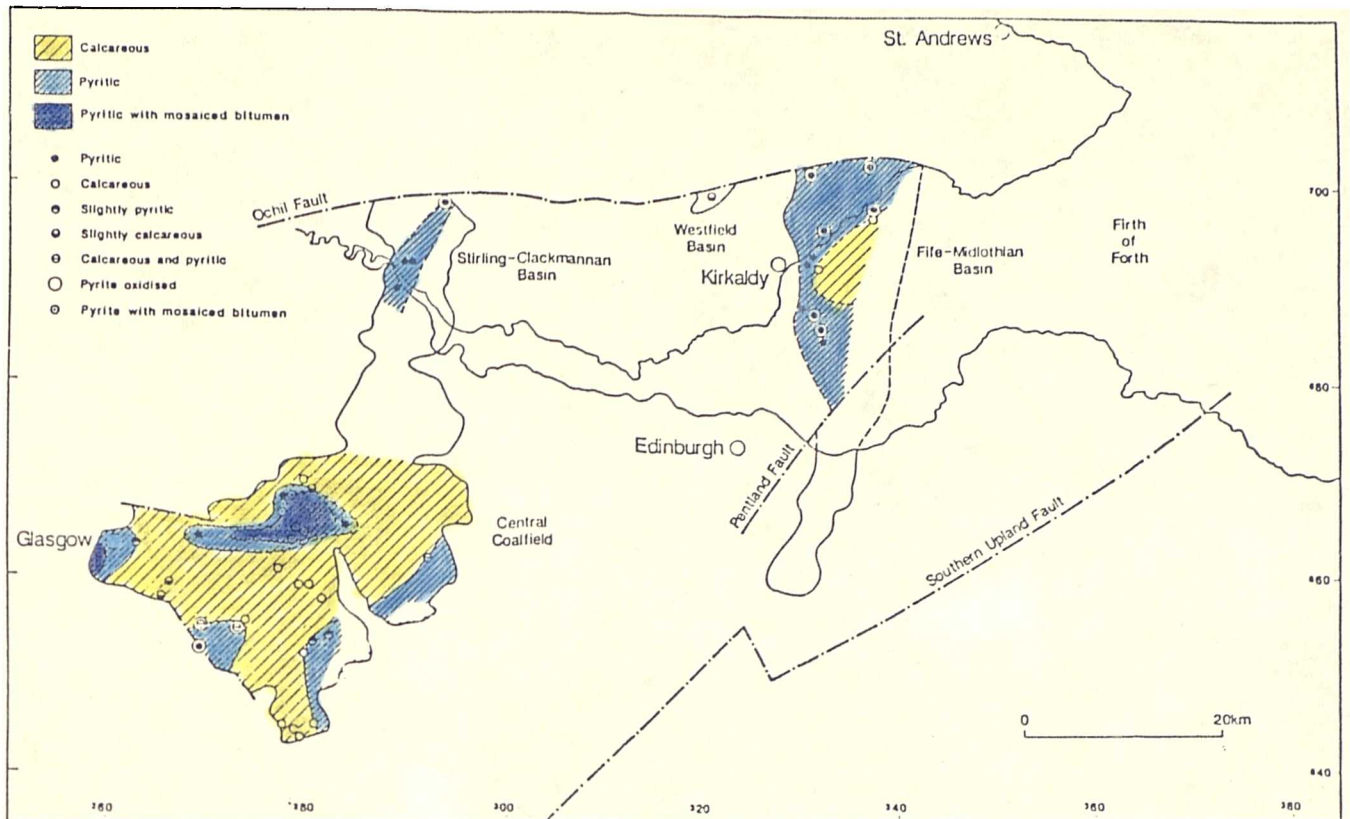 Calcareous
Pyritic
Pyritic with mosaiced bitumen
Pyritic
Calcareous
Slightly pyritic
Slightly calcareous
Calcareous and pyritic
Pyrite oxidised
Pyrite with mosaiced bitumen
St. Andrews
Ochil Fault
700
Westfield
Basin
Firth
of
Forth
Stirling-Clackmannan
Basin
Kirkaldy
Fife-Midlothian
Basin
680
Edinburgh
Pentland Fault
Glasgow
Central
Coalfield
Southern Upland Fault
660
0 20km
640
260 280 300 320 340 360 380